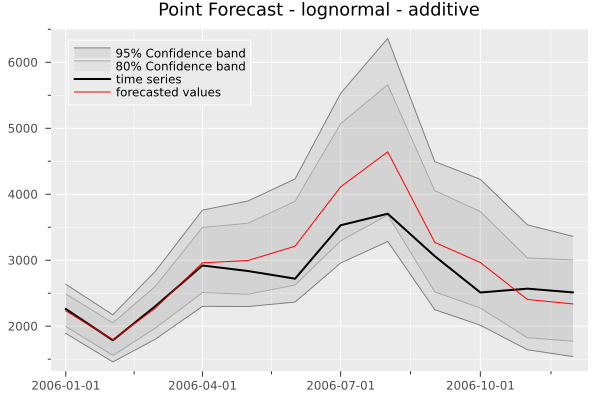 Point Forecast - lognormal - additive
95% Confidence band
80% Confidence band
time series
forecasted values
6000
5000
4000
3000
2000
2006-01-01 2006-04-01 2006-07-01 2006-10-01